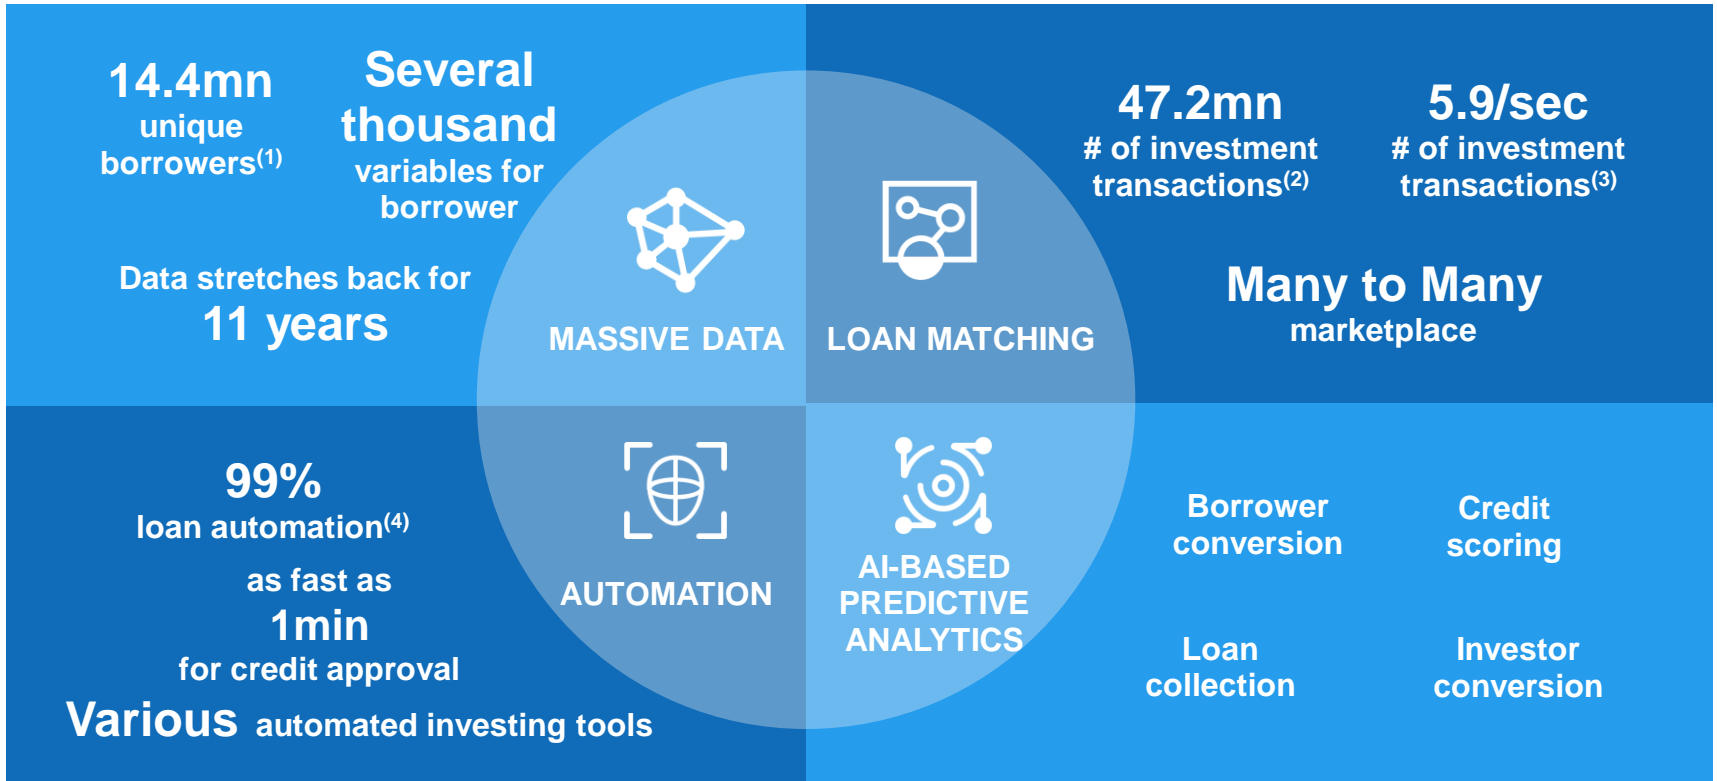 14.4mn
unique
borrowers(1)
Several
thousand
variables for
borrower
Data stretches back for
11 years
MASSIVE DATA
47.2mn
# of investment
transactions(2)
5.9/sec
# of investment
transactions(3)
Many to Many
marketplace
LOAN MATCHING
99%
loan automation(4)
as fast as
1min
for credit approval
Various automated investing tools
AUTOMATION
AI-BASED
PREDICTIVE
ANALYTICS
Borrower
conversion
Credit
scoring
Loan
collection
Investor
conversion